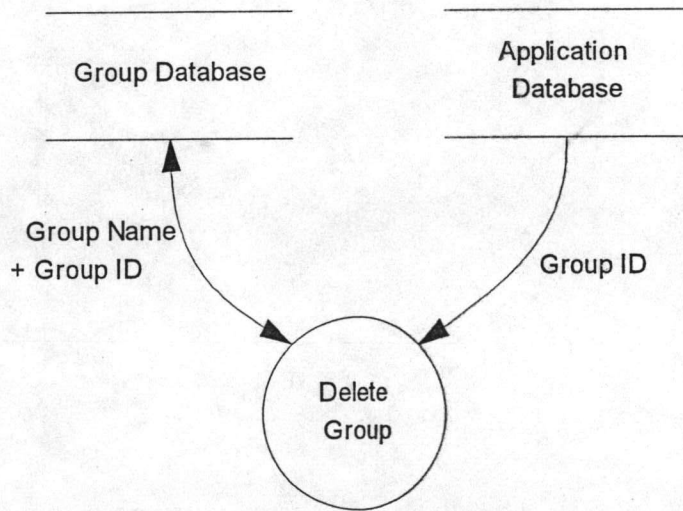 Group Database
Application
Database
Group Name
+ Group ID
Group ID
Delete
Group